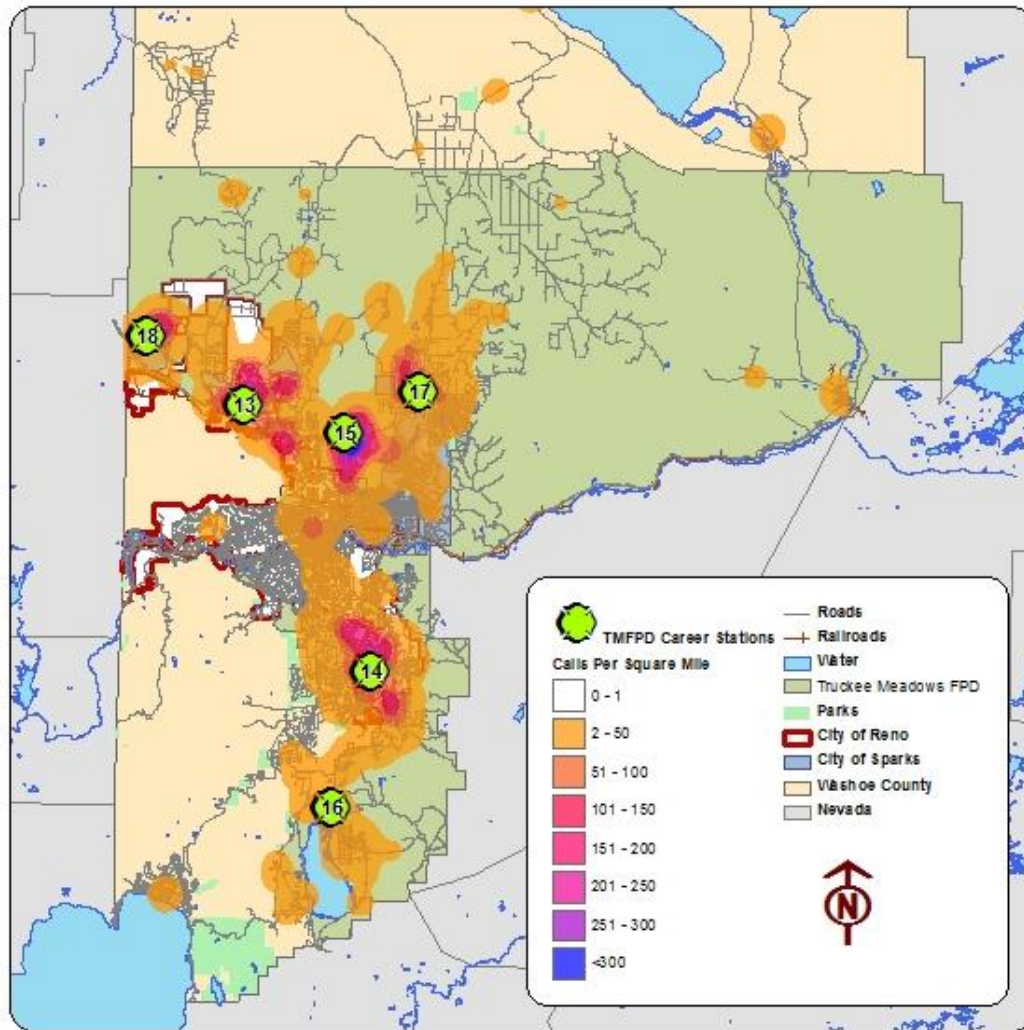 18
17
13
15
14
16
TMFPD Career Stations
Calls Per Square Mile
0 - 1
2 - 50
51 - 100
101 - 150
151 - 200
201 - 250
251 - 300
<300
Roads
Railroads
Water
Truckee Meadows FPD
Parks
City of Reno
City of Sparks
Washoe County
Nevada
N